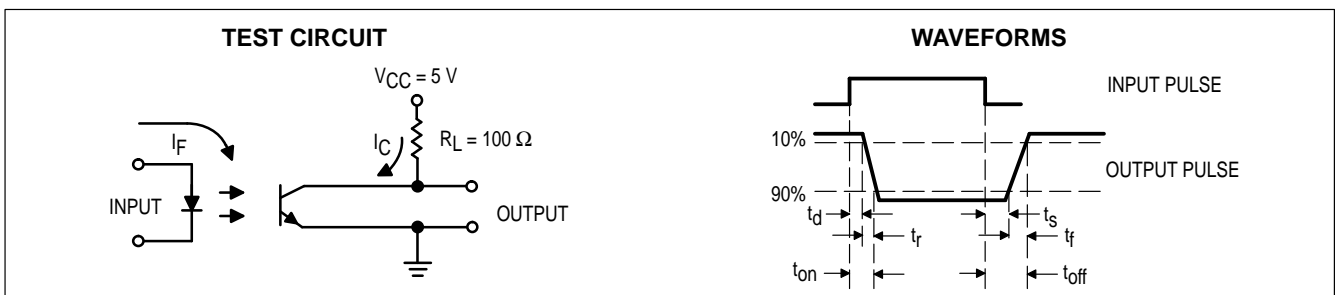 TEST CIRCUIT
VCC = 5 V
IF
IC
RL = 100 Ω
INPUT
OUTPUT
WAVEFORMS
INPUT PULSE
10%
OUTPUT PULSE
90%
td
ts
tr
tf
ton
toff